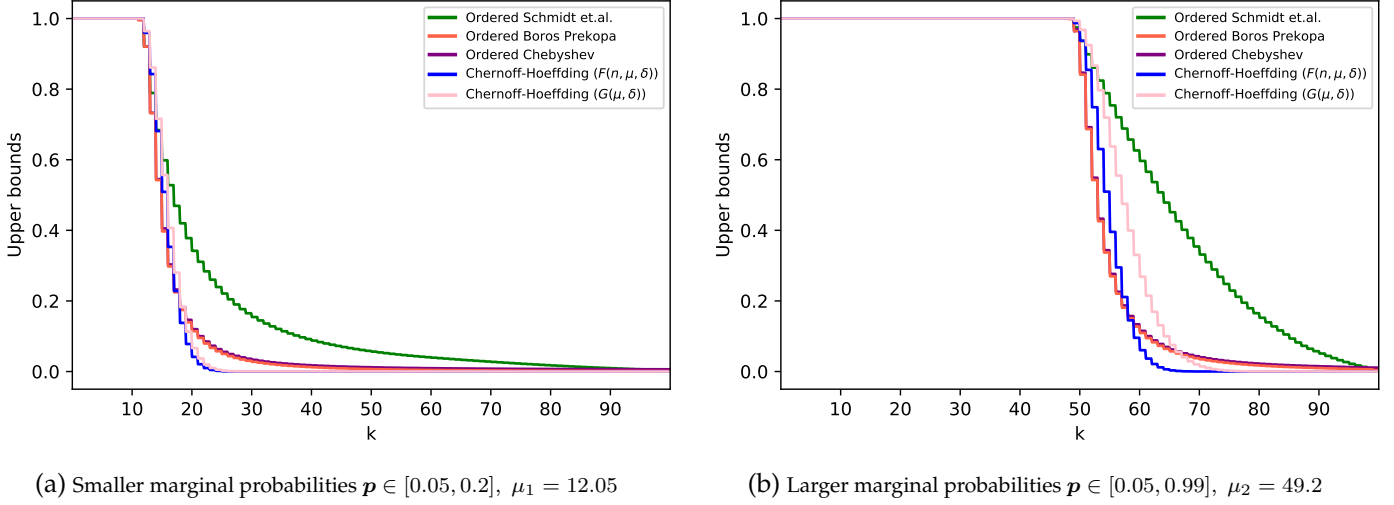 Upper bounds
1.0
0.8
0.6
0.4
0.2
0.0
10 20 30 40 50 60 70 80 90
k
Ordered Schmidt et.al.
Ordered Boros Prekopa
Ordered Chebyshev
Chernoff-Hoeffding (F(n, μ, δ))
Chernoff-Hoeffding (G(μ, δ))
(a) Smaller marginal probabilities p ∈ [0.05, 0.2], μ₁ = 12.05
Upper bounds
1.0
0.8
0.6
0.4
0.2
0.0
10 20 30 40 50 60 70 80 90
k
Ordered Schmidt et.al.
Ordered Boros Prekopa
Ordered Chebyshev
Chernoff-Hoeffding (F(n, μ, δ))
Chernoff-Hoeffding (G(μ, δ))
(b) Larger marginal probabilities p ∈ [0.05, 0.99], μ₂ = 49.2